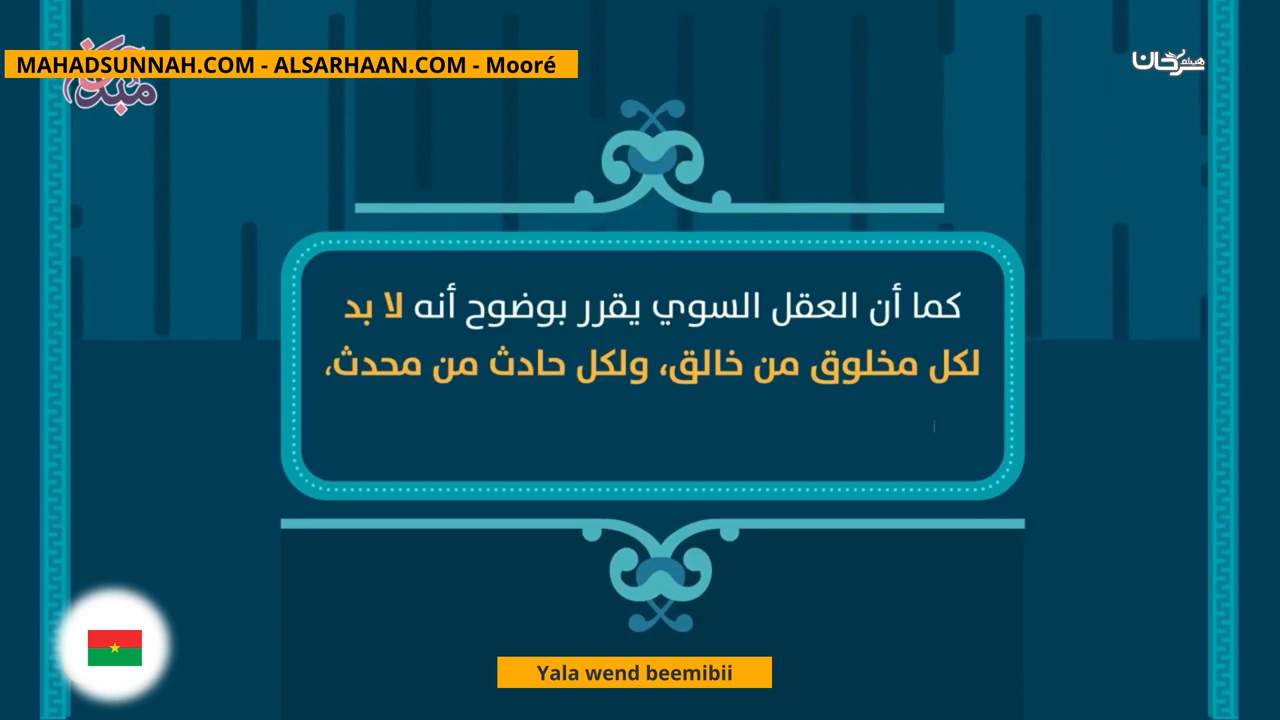 MAHADSUNNAH.COM - ALSARHAAN.COM - Mooré
كما أن العقل السوي يقرر بوضوح أنه لا بد
لكل مخلوق من خالق، ولكل حادث من محدث،
Yala wend beemibii